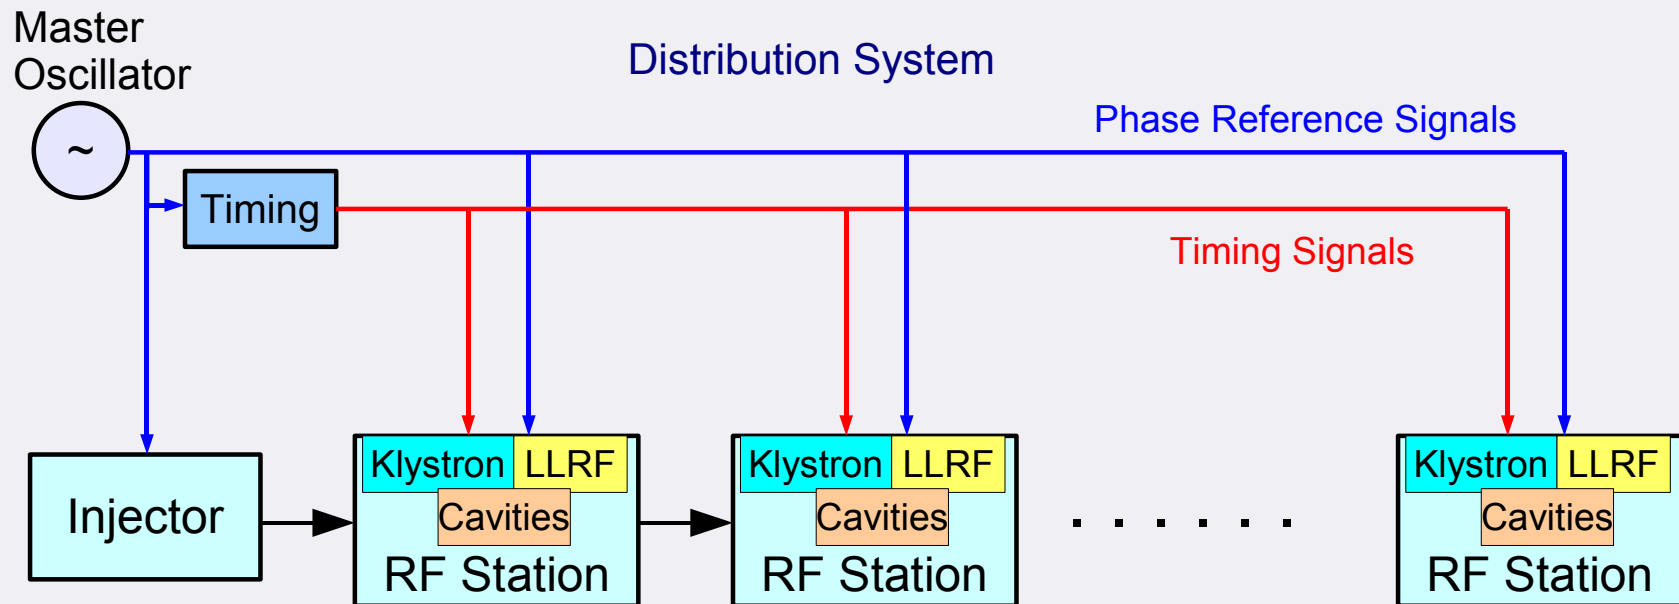 Master
Oscillator
Distribution System
Phase Reference Signals
~
Timing
Timing Signals
Klystron LLRF
Cavities
RF Station
Klystron LLRF
Cavities
RF Station
Klystron LLRF
Cavities
RF Station
Injector
. . . . . .